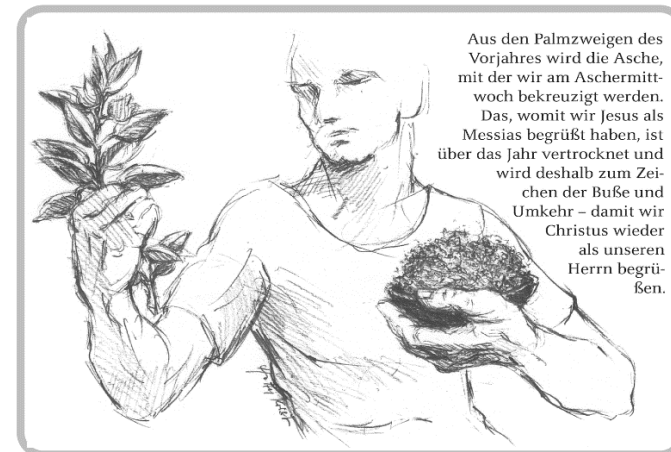 Aus den Palmzweigen des
Vorjahres wird die Asche,
mit der wir am Aschermitt-
woch bekreuzigt werden.
Das, womit wir Jesus als
Messias begrüßt haben, ist
über das Jahr vertrocknet und
wird deshalb zum Zei-
chen der Buße und
Umkehr – damit wir
Christus wieder
als unseren
Herrn begrü-
ßen.